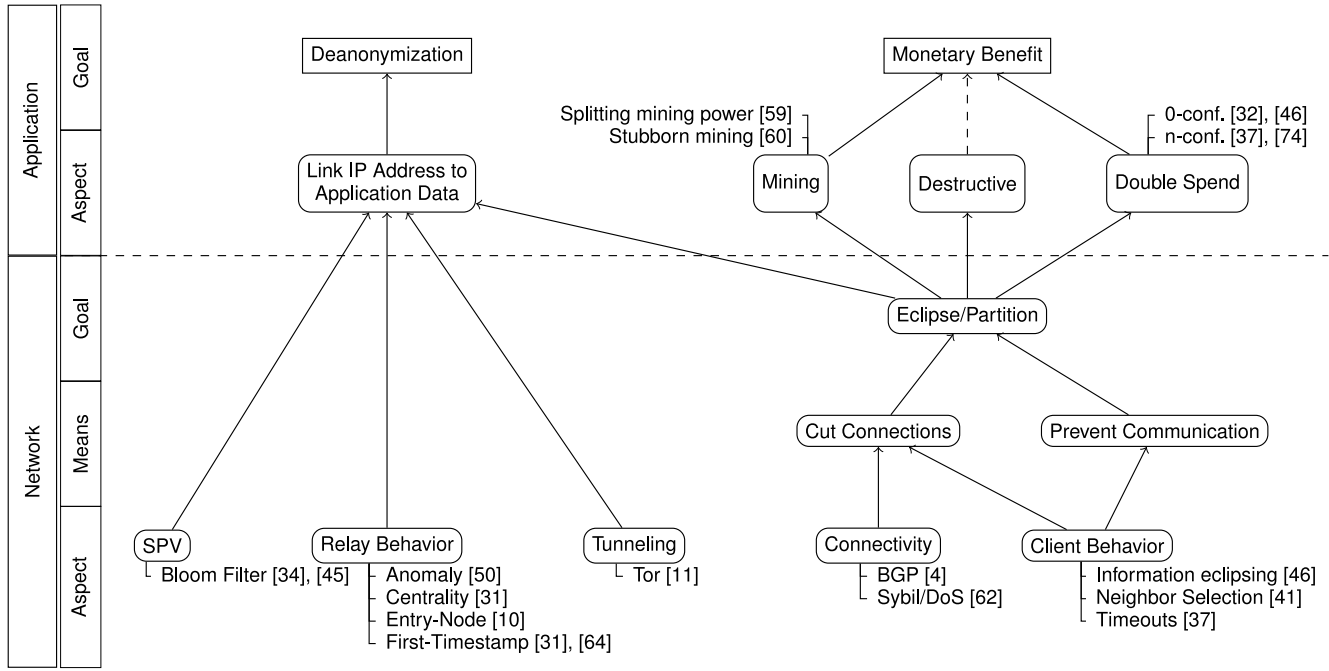 Application
Goal
Deanonymization
Monetary Benefit
Splitting mining power [59]
Stubborn mining [60]
0-conf. [32], [46]
n-conf. [37], [74]
Aspect
Link IP Address to
Application Data
Mining
Destructive
Double Spend
Network
Goal
Eclipse/Partition
Means
Cut Connections
Prevent Communication
Aspect
SPV
Bloom Filter [34], [45]
Relay Behavior
Anomaly [50]
Centrality [31]
Entry-Node [10]
First-Timestamp [31], [64]
Tunneling
Tor [11]
Connectivity
BGP [4]
Sybil/DoS [62]
Client Behavior
Information eclipsing [46]
Neighbor Selection [41]
Timeouts [37]